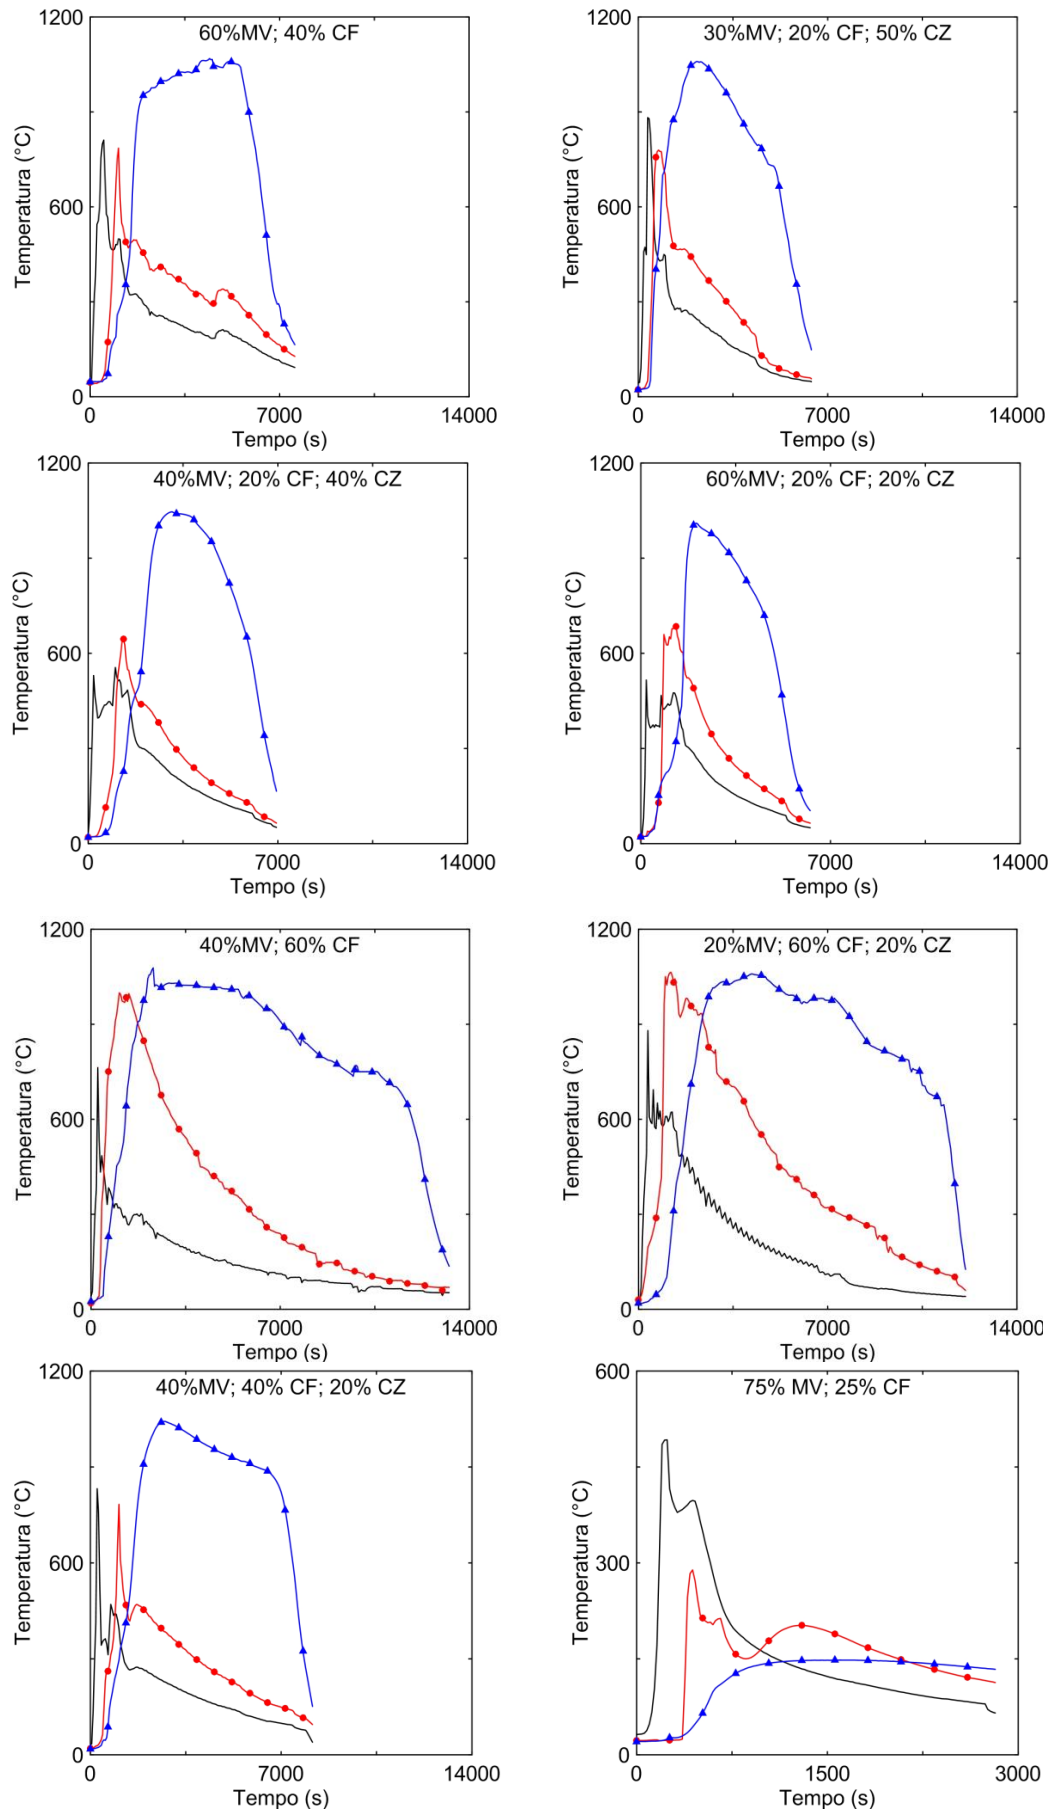 60%MV; 40% CF
1200
600
0
Temperatura (°C)
0 7000 14000
Tempo (s)
30%MV; 20% CF; 50% CZ
1200
600
0
Temperatura (°C)
0 7000 14000
Tempo (s)
40%MV; 20% CF; 40% CZ
1200
600
0
Temperatura (°C)
0 7000 14000
Tempo (s)
60%MV; 20% CF; 20% CZ
1200
600
0
Temperatura (°C)
0 7000 14000
Tempo (s)
40%MV; 60% CF
1200
600
0
Temperatura (°C)
0 7000 14000
Tempo (s)
20%MV; 60% CF; 20% CZ
1200
600
0
Temperatura (°C)
0 7000 14000
Tempo (s)
40%MV; 40% CF; 20% CZ
1200
600
0
Temperatura (°C)
0 7000 14000
Tempo (s)
75% MV; 25% CF
600
300
0
Temperatura (°C)
0 1500 3000
Tempo (s)